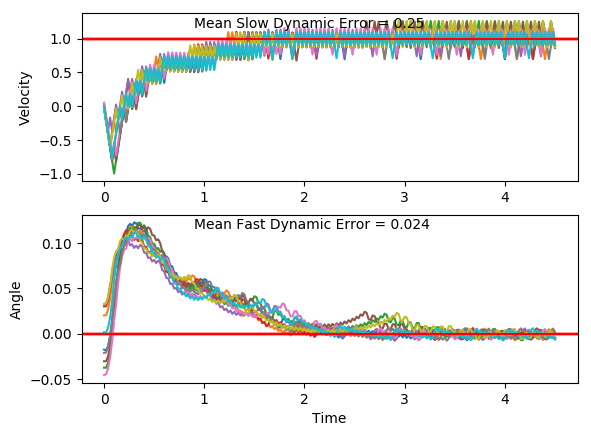 Mean Slow Dynamic Error = 0.25
1.0
0.5
0.0
−0.5
−1.0
Velocity
0 1 2 3 4
Mean Fast Dynamic Error = 0.024
0.10
0.05
0.00
−0.05
Angle
0 1 2 3 4
Time